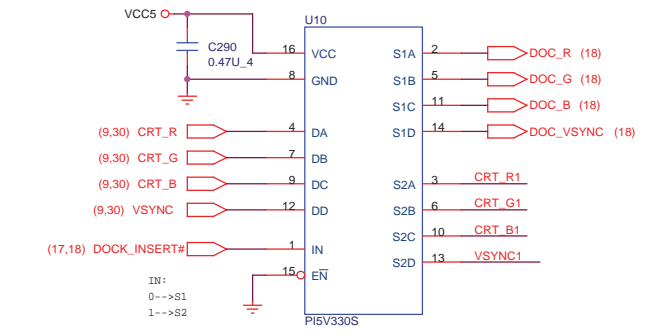 U10
VCC5
C290
0.47U_4
16 VCC S1A 2 DOC_R (18)
8 GND S1B 5 DOC_G (18)
S1C 11 DOC_B (18)
(9,30) CRT_R 4 DA S1D 14 DOC_VSYNC (18)
(9,30) CRT_G 7 DB
(9,30) CRT_B 9 DC S2A 3 CRT_R1
(9,30) VSYNC 12 DD S2B 6 CRT_G1
S2C 10 CRT_B1
(17,18) DOCK_INSERT# 1 IN S2D 13 VSYNC1
15 EN
IN:
0-->S1
1-->S2
PI5V330S